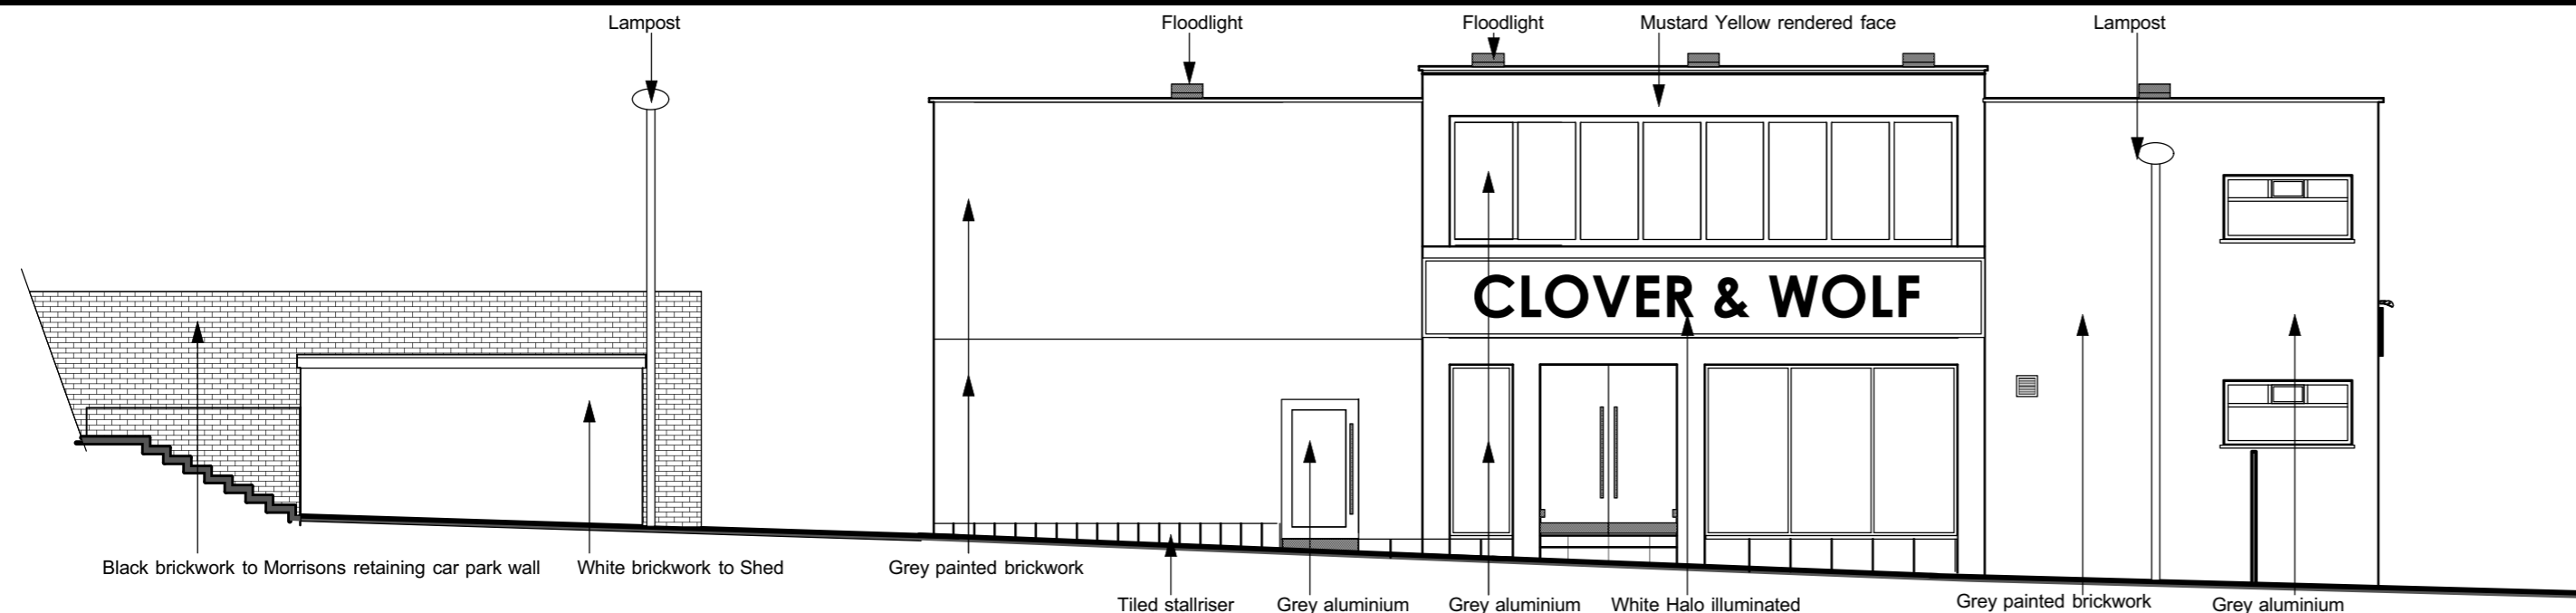 Lampost
Floodlight
Floodlight
Mustard Yellow rendered face
Lampost
CLOVER & WOLF
Black brickwork to Morrisons retaining car park wall
White brickwork to Shed
Grey painted brickwork
Tiled stallriser
Grey aluminium
Grey aluminium
White Halo illuminated
Grey painted brickwork
Grey aluminium